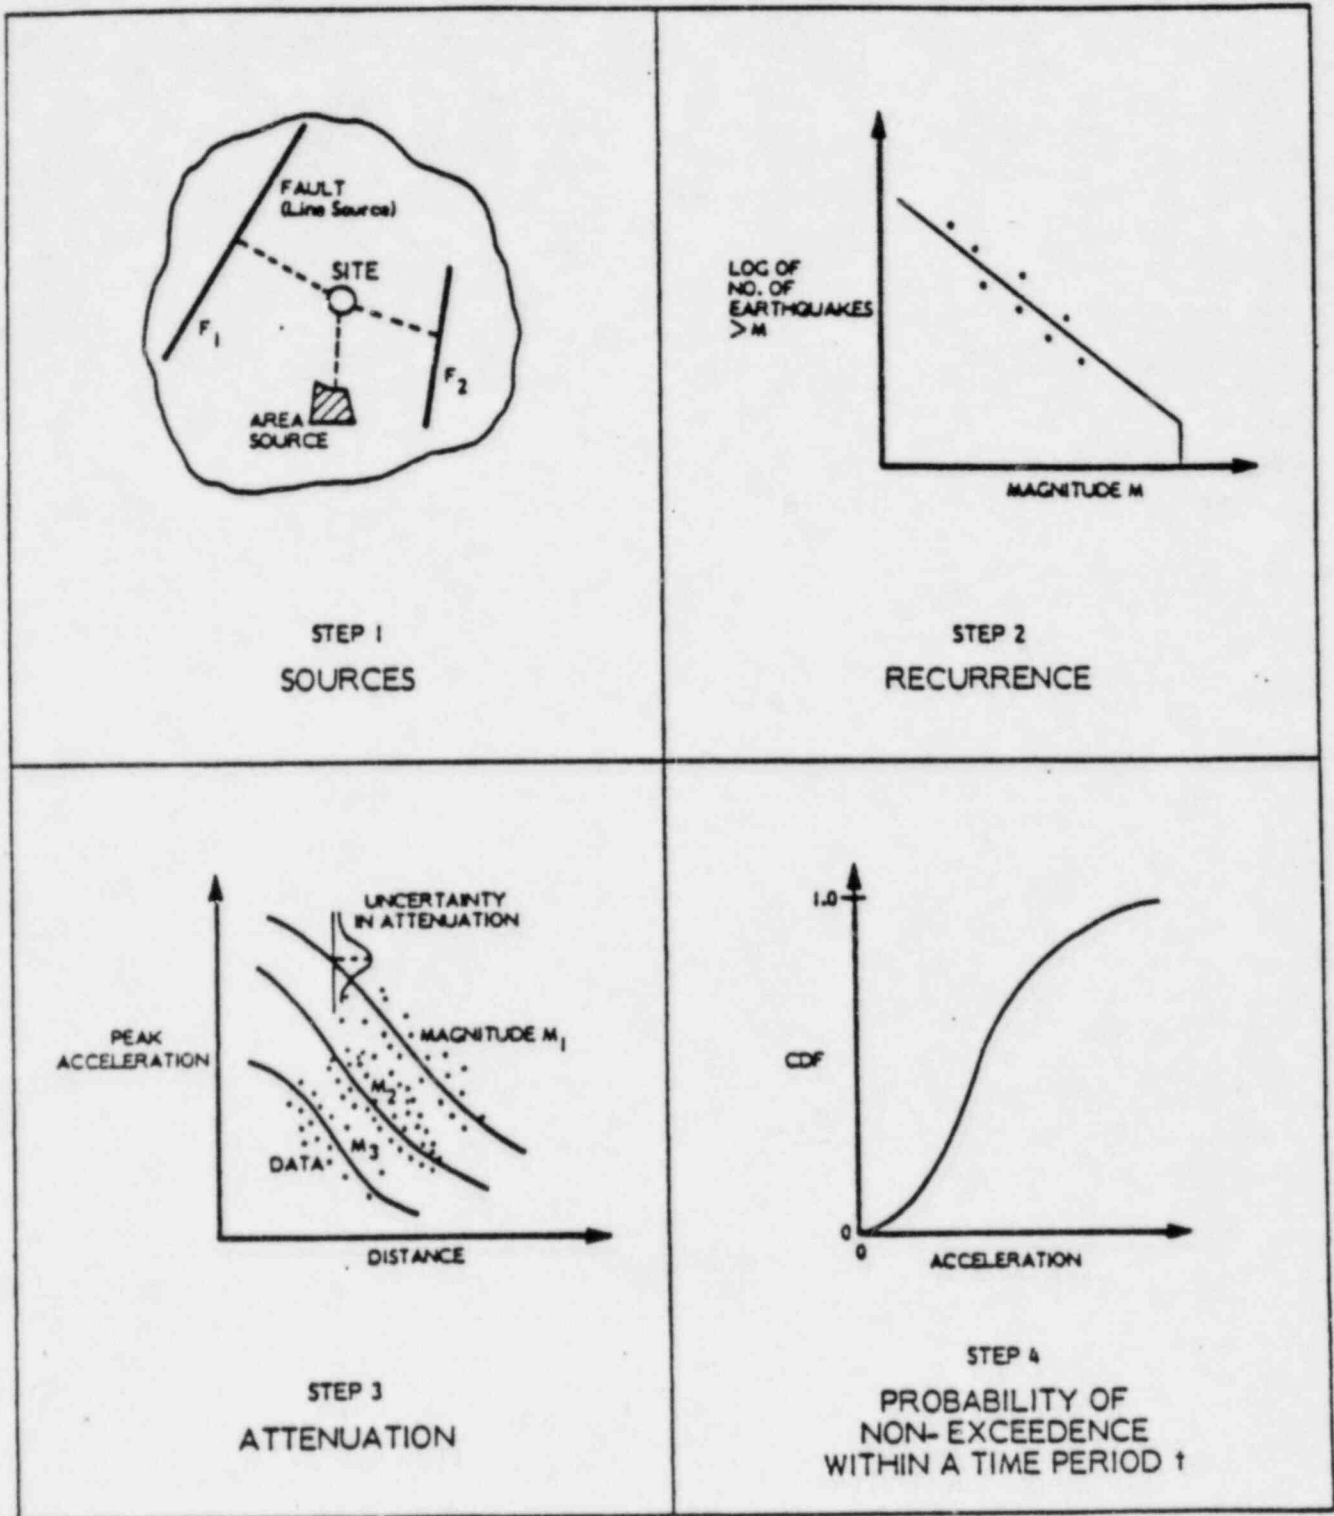 FAULT
(Line Source)
SITE
F1
F2
AREA
SOURCE
STEP 1
SOURCES
LOG OF
NO. OF
EARTHQUAKES
>M
MAGNITUDE M
STEP 2
RECURRENCE
UNCERTAINTY
IN ATTENUATION
PEAK
ACCELERATION
MAGNITUDE M1
M2
M3
DATA
DISTANCE
STEP 3
ATTENUATION
1.0
CDF
0
0
ACCELERATION
STEP 4
PROBABILITY OF
NON-EXCEEDENCE
WITHIN A TIME PERIOD t